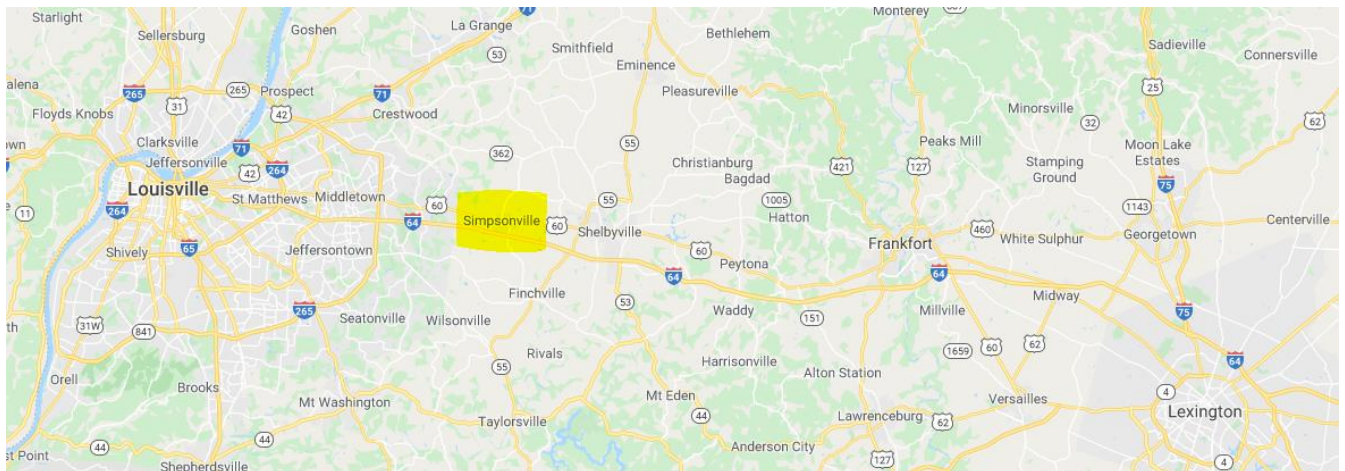 Starlight
Sellersburg
Goshen
La Grange
71
Monterey
Smithfield
53
Bethlehem
Eminence
Sadieville
Connersville
alena
265
31
265
Prospect
42
71
Crestwood
Pleasureville
25
Floyds Knobs
Minorsville
62
own
Clarksville
71
32
Jeffersonville
264
42
362
55
Christianburg
Bagdad
421
127
Peaks Mill
Stamping
Ground
Moon Lake
Estates
75
Louisville
St Matthews
Middletown
60
64
Simpsonville
60
55
Shelbyville
1005
Hatton
1143
11
264
Shively
65
Jeffersontown
60
Peytona
64
Frankfort
460
White Sulphur
Georgetown
Centerville
64
th
265
Finchville
53
Waddy
151
Millville
Midway
75
31W
841
Seatonville
Wilsonville
Rivals
55
Harrisonville
Alton Station
1659
60
62
64
Orell
Brooks
Mt Washington
Taylorsville
Mt Eden
44
Lawrenceburg
62
Versailles
4
Lexington
44
44
st Point
Shepherdsville
Anderson City
127
4